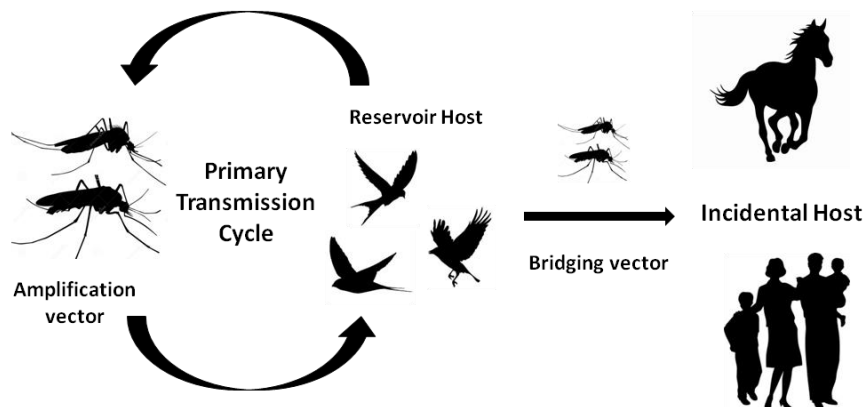 Reservoir Host
Primary
Transmission
Cycle
Amplification
vector
Bridging vector
Incidental Host